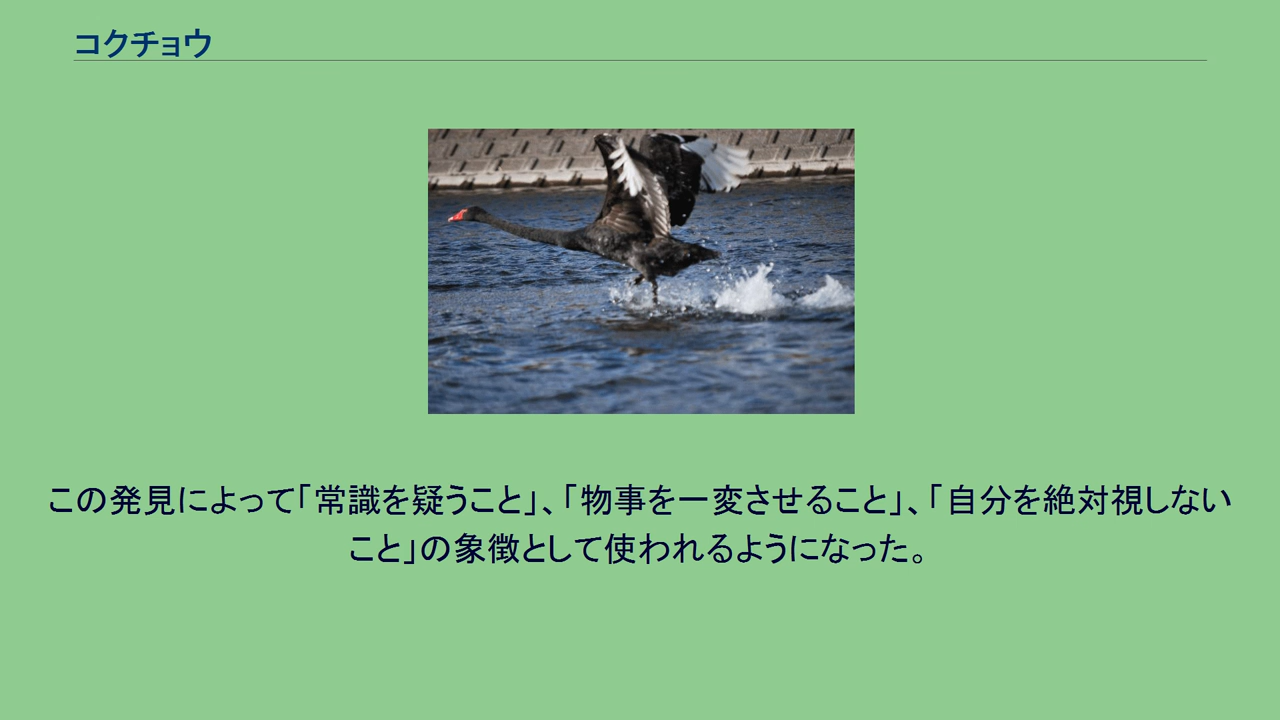 コクチョウ
この発見によって「常識を疑うこと」、「物事を一変させること」、「自分を絶対視しない
こと」の象徴として使われるようになった。